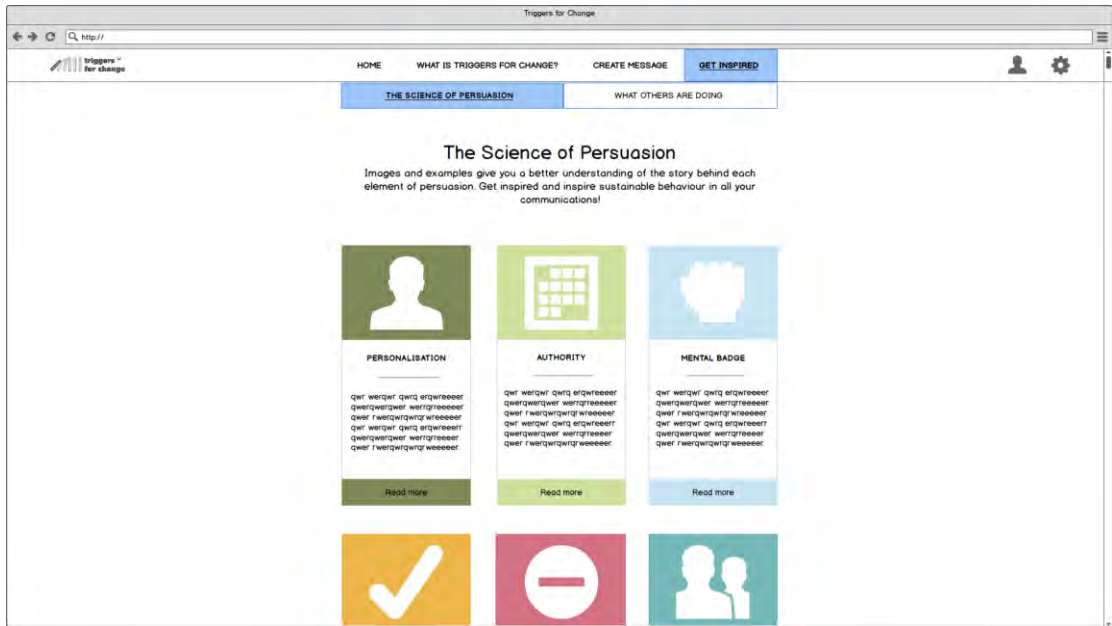 Triggers for Change
http://
triggers
for change
HOME
WHAT IS TRIGGERS FOR CHANGE?
CREATE MESSAGE
GET INSPIRED
THE SCIENCE OF PERSUASION
WHAT OTHERS ARE DOING
The Science of Persuasion
Images and examples give you a better understanding of the story behind each
element of persuasion. Get inspired and inspire sustainable behaviour in all your
communications!
PERSONALISATION
qwr werqwr qwrq erqwreeeer
qwerqwerqwer werrqrreeeeer
qwer rwerqwrqwrqrwreeeeer
qwr werqwr qwrq erqwreeeerr
qwerqwerqwer werrqrreeeer
qwer rwerqwrqwrqrweeeeer.
Read more
AUTHORITY
qwr werqwr qwrq erqwreeeer
qwerqwerqwer werrqrreeeeer
qwer rwerqwrqwrqrwreeeeer
qwr werqwr qwrq erqwreeeerr
qwerqwerqwer werrqrreeeer
qwer rwerqwrqwrqrweeeeer.
Read more
MENTAL BADGE
qwr werqwr qwrq erqwreeeer
qwerqwerqwer werrqrreeeeer
qwer rwerqwrqwrqrwreeeeer
qwr werqwr qwrq erqwreeeerr
qwerqwerqwer werrqrreeeer
qwer rwerqwrqwrqrweeeeer.
Read more